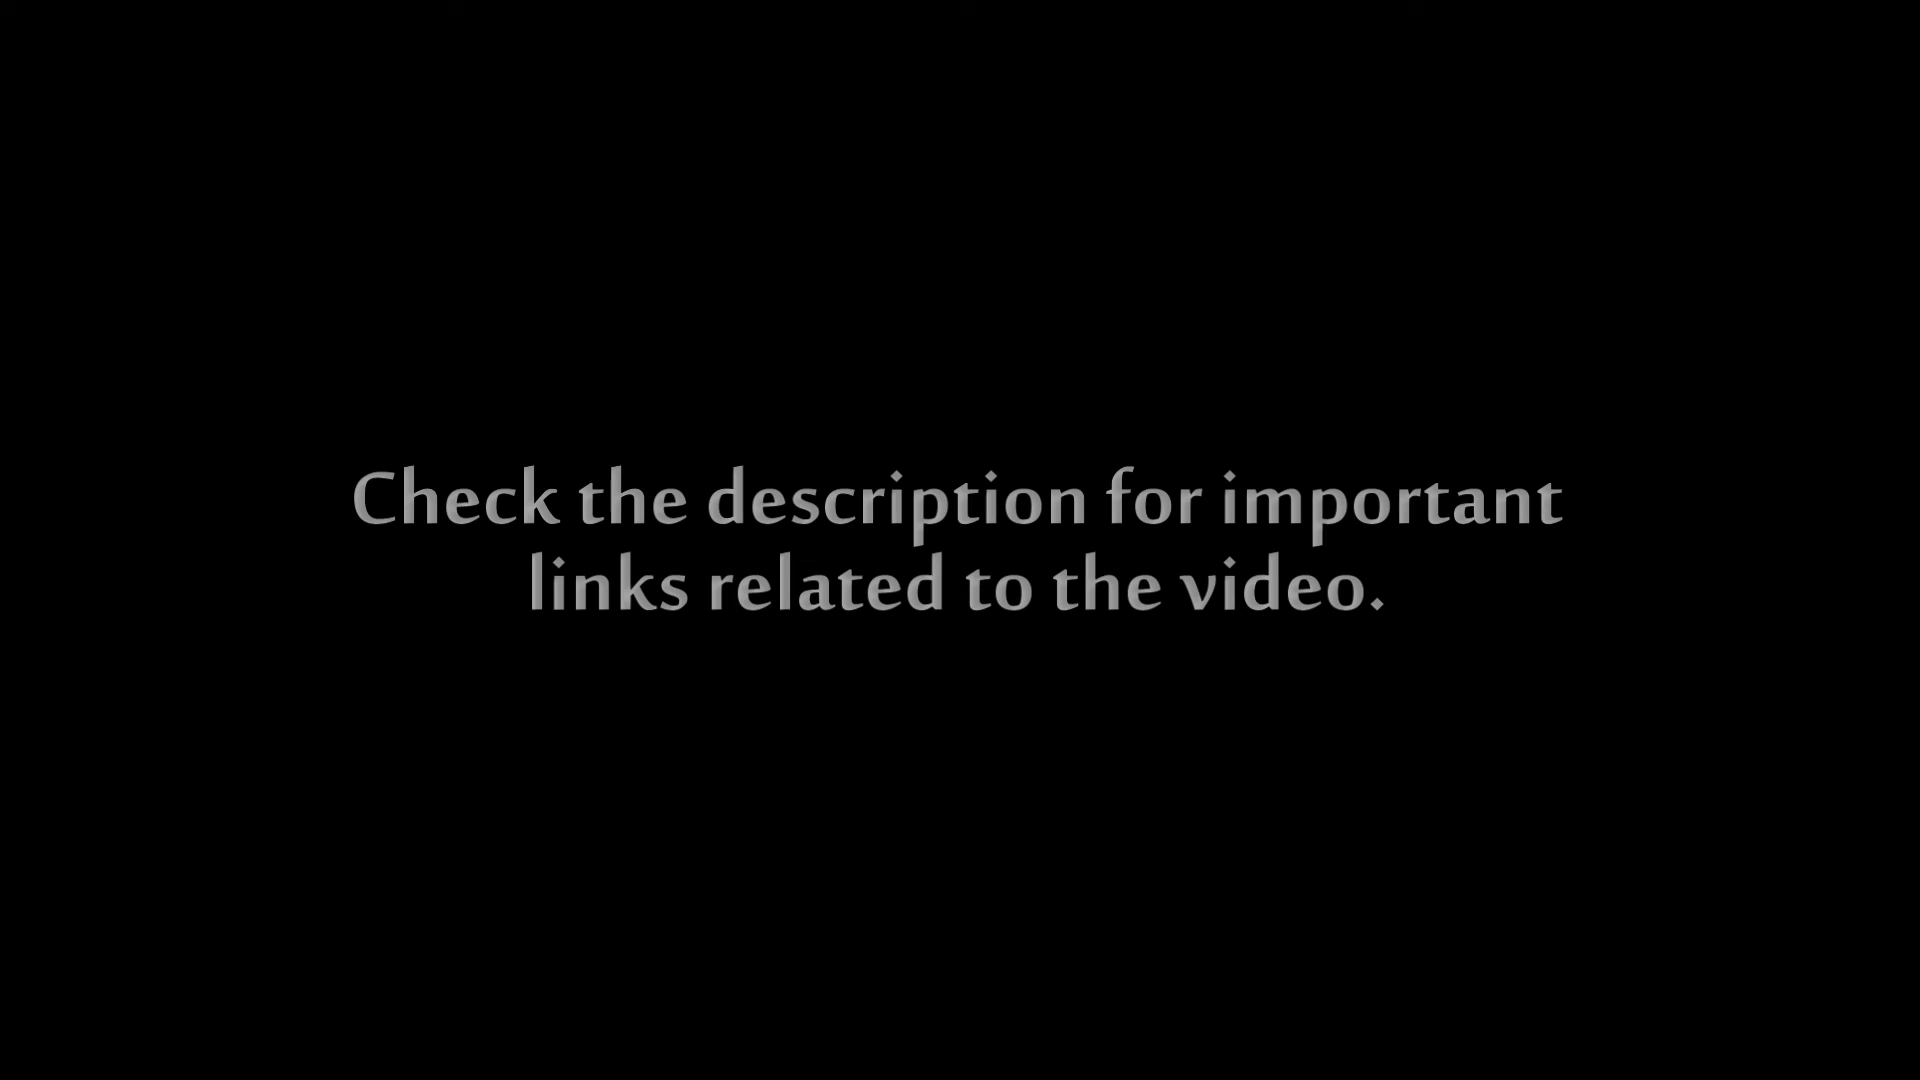 Check the description for important
links related to the video.